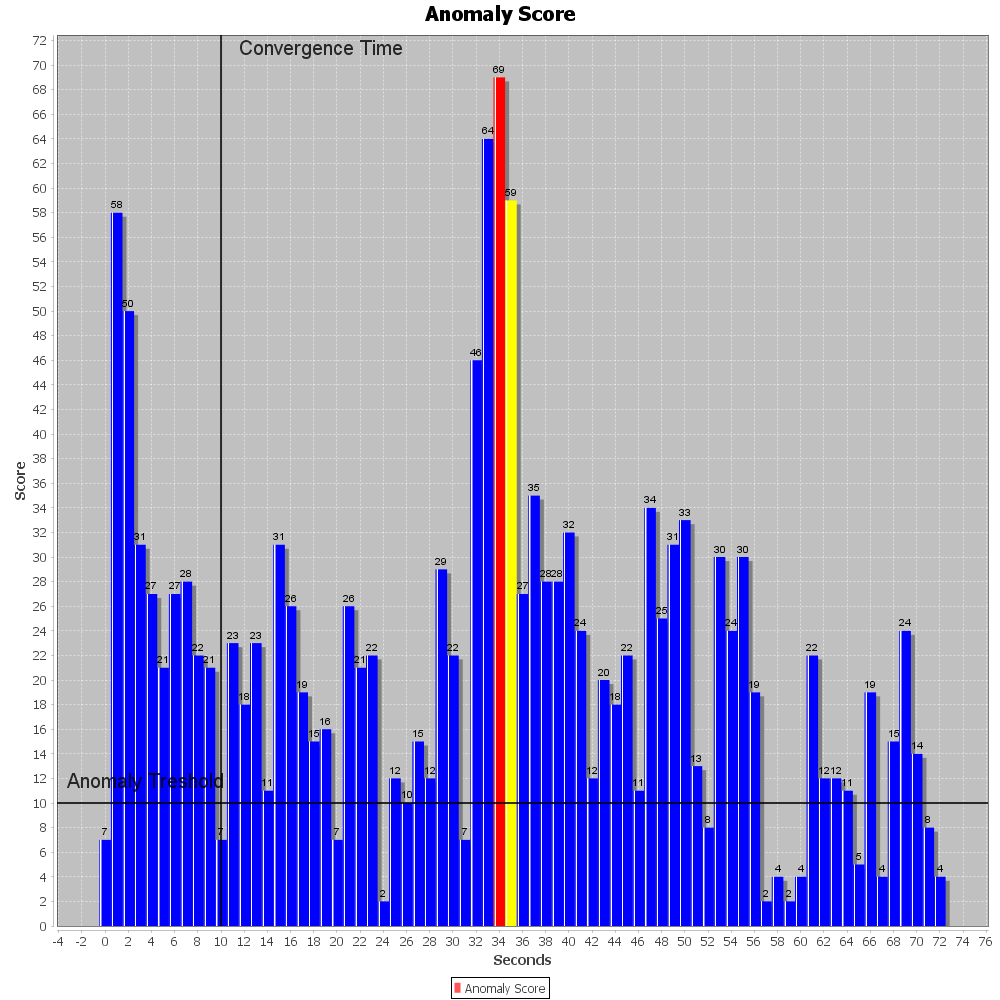 Anomaly Score
Convergence Time
72
70
69
68
66
64 64
62
60
59
58 58
56
54
52
50 50
48
46 46
44
42
40
38
36
35
34 34
33
32 32
31 31 31
30 30 30
29
28 28 28 28
27 27 27
26 26 26
25
24 24 24 24
23 23
22 22 22 22 22 22
21 21 21
20 20
19 19 19
18 18 18
16 16
15 15 15 15
14 14
13
12 12 12 12 12 12
Anomaly Treshold
11 11 11
10 10
8 8 8
7 7 7 7
6
5
4 4 4 4 4
2 2 2 2
0
-4 -2 0 2 4 6 8 10 12 14 16 18 20 22 24 26 28 30 32 34 36 38 40 42 44 46 48 50 52 54 56 58 60 62 64 66 68 70 72 74 76
Score
Seconds
Anomaly Score